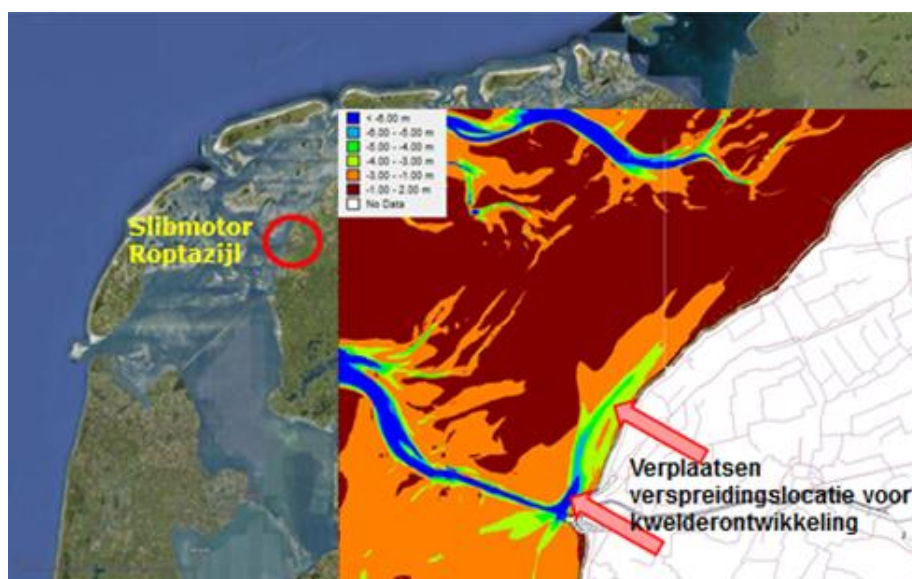 < -6.00 m
-6.00 - -5.00 m
-5.00 - -4.00 m
-4.00 - -3.00 m
-3.00 - -1.00 m
-1.00 - 2.00 m
No Data
Slibmotor
Roptazijl
Verplaatsen
verspreidingslocatie voor
kwelderontwikkeling
2